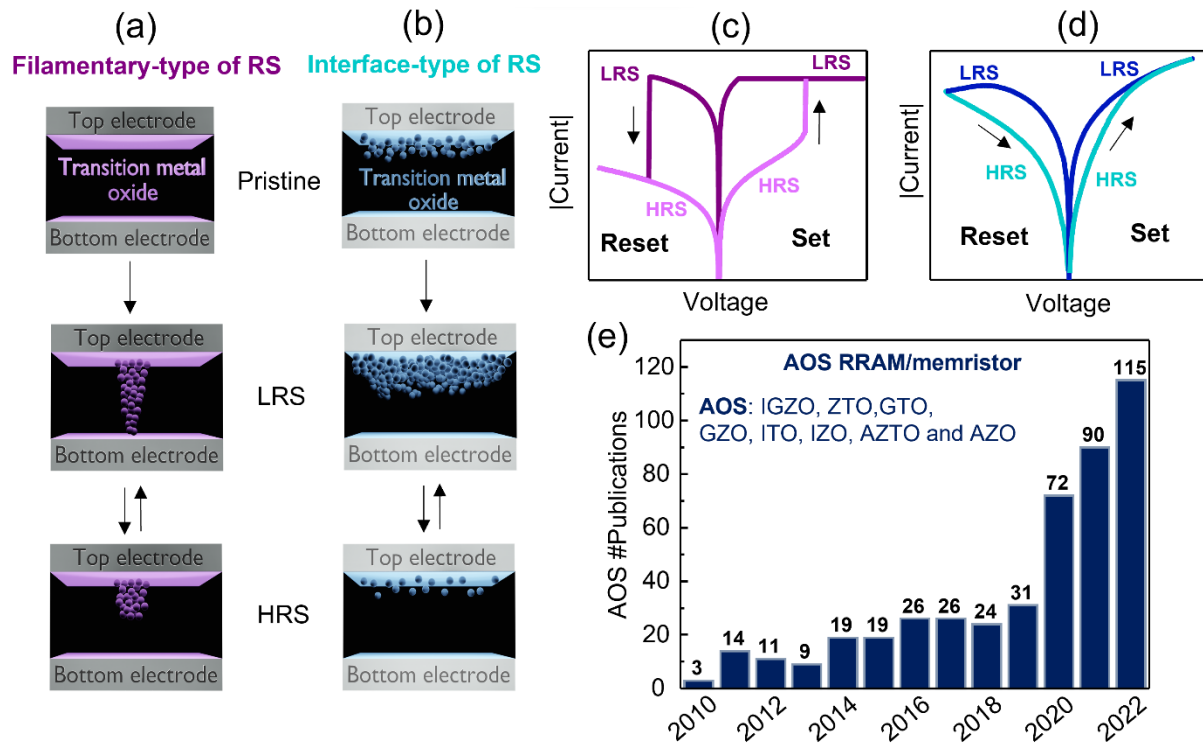 (a)
Filamentary-type of RS
Top electrode
Transition metal
oxide
Bottom electrode
Top electrode
Bottom electrode
Top electrode
Bottom electrode
Pristine
LRS
HRS
(b)
Interface-type of RS
Top electrode
Transition metal
oxide
Bottom electrode
Top electrode
Bottom electrode
Top electrode
Bottom electrode
(c)
|Current|
LRS
LRS
HRS
HRS
Reset
Set
Voltage
(d)
|Current|
LRS
LRS
HRS
HRS
Reset
Set
Voltage
(e)
AOS RRAM/memristor
AOS: IGZO, ZTO,GTO,
GZO, ITO, IZO, AZTO and AZO
AOS #Publications
120
100
80
60
40
20
0
3
14
11
9
19
19
26
26
24
31
72
90
115
2010
2012
2014
2016
2018
2020
2022